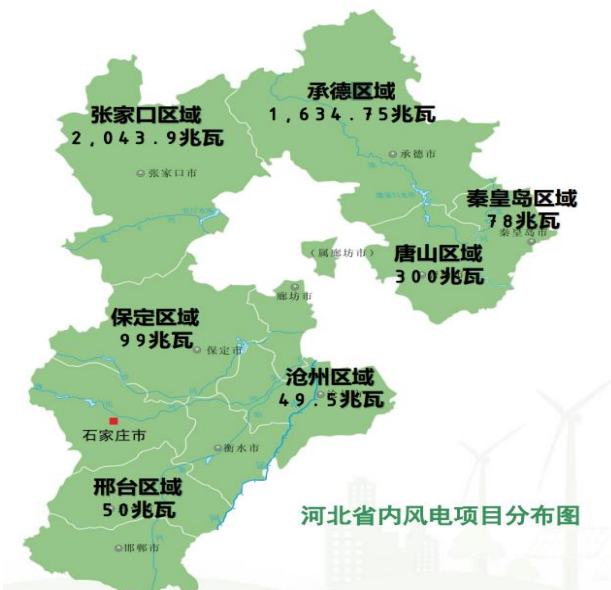 承德区域
1,634.75兆瓦
张家口区域
2,043.9兆瓦
承德市
张家口市
秦皇岛区域
78兆瓦
秦皇岛市
（属廊坊市）
唐山区域
300兆瓦
廊坊市
保定区域
99兆瓦
保定市
沧州区域
49.5兆瓦
石家庄市
衡水市
邢台区域
50兆瓦
河北省内风电项目分布图
邯郸市